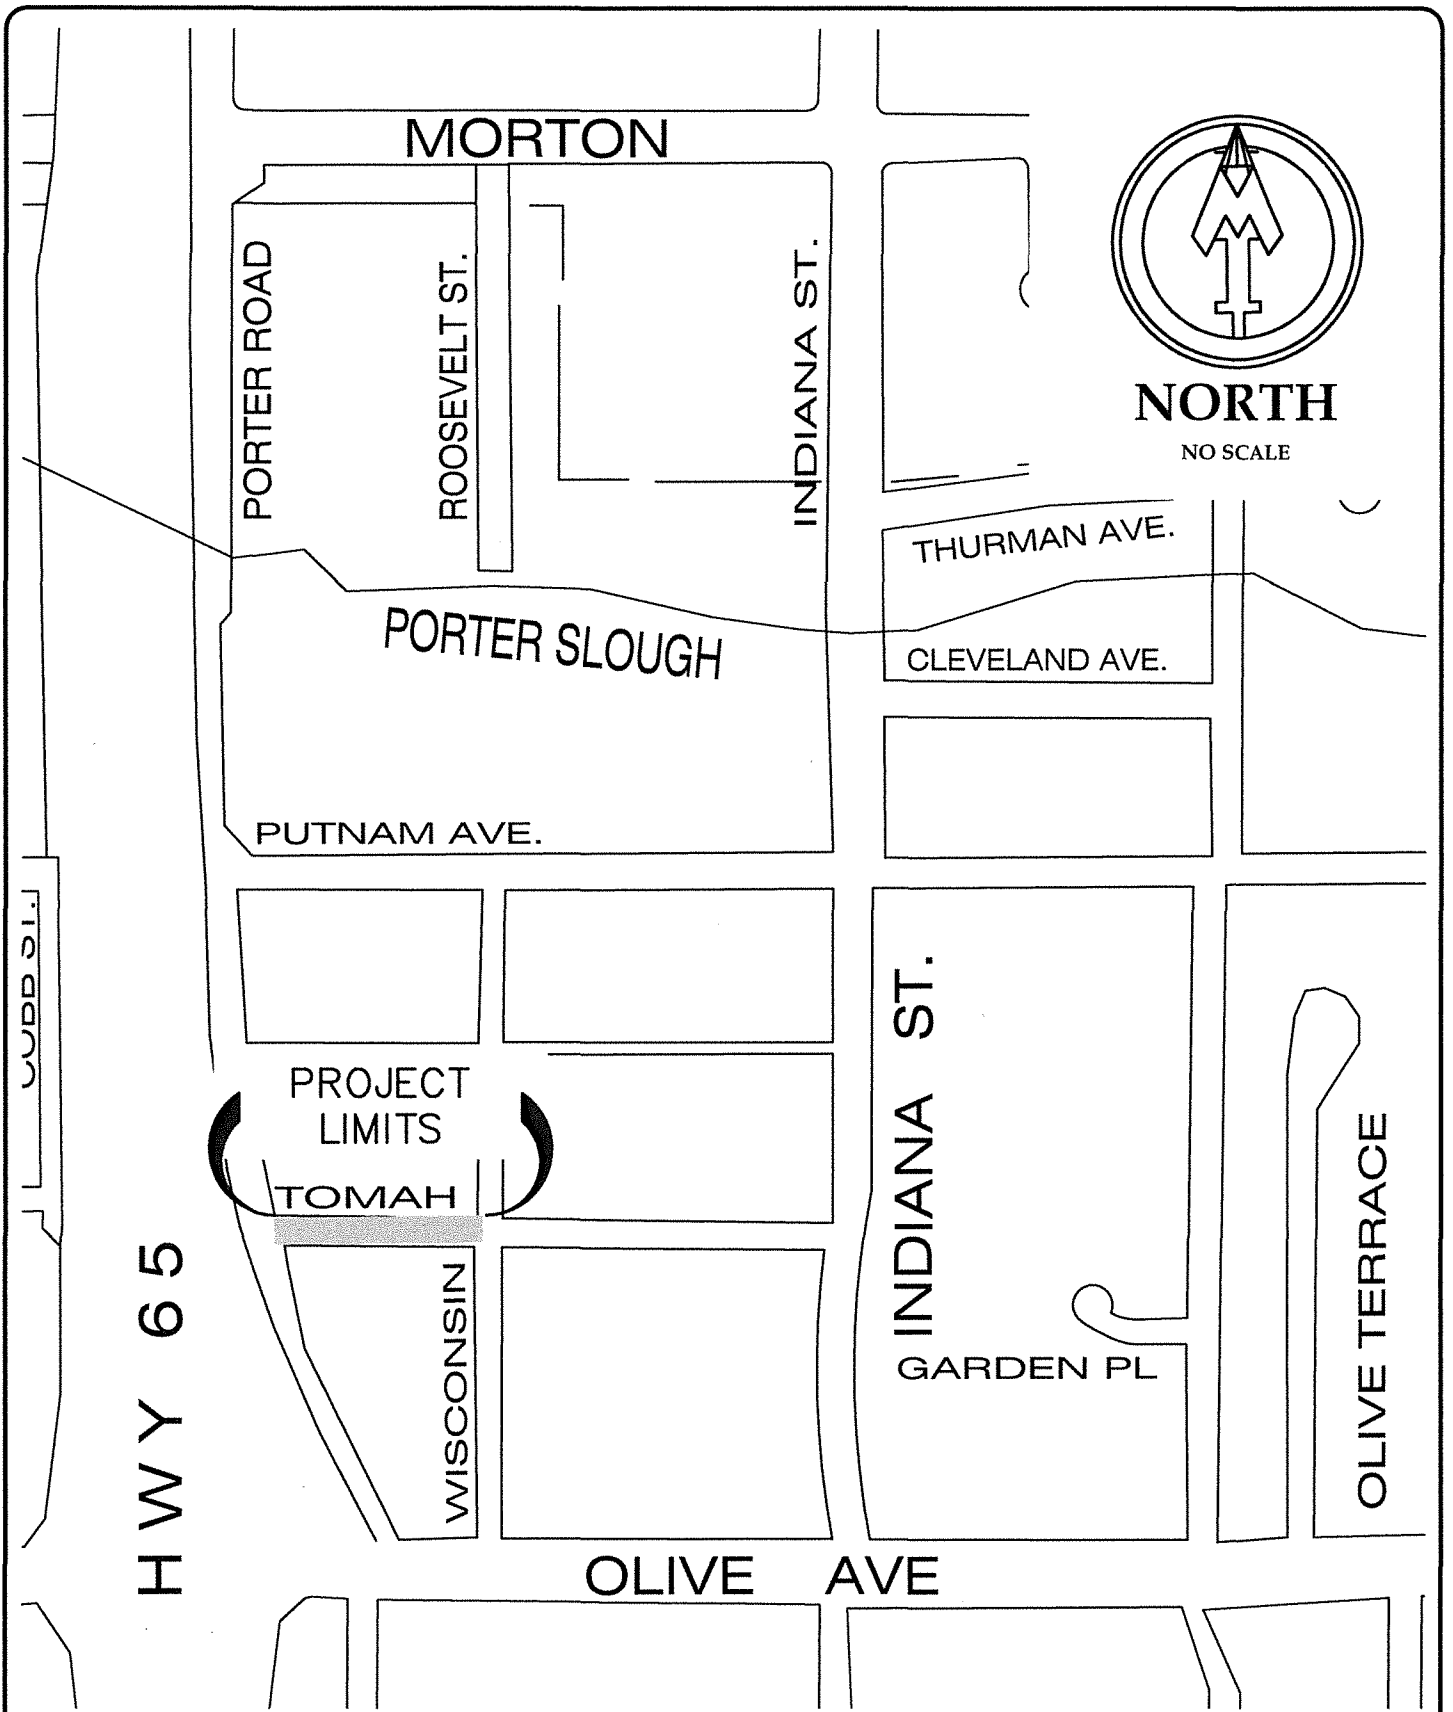 MORTON
NORTH
NO SCALE
PORTER ROAD
ROOSEVELT ST.
INDIANA ST.
THURMAN AVE.
PORTER SLOUGH
CLEVELAND AVE.
PUTNAM AVE.
INDIANA ST.
PROJECT
LIMITS
TOMAH
HWY 65
WISCONSIN
GARDEN PL
OLIVE TERRACE
OLIVE AVE